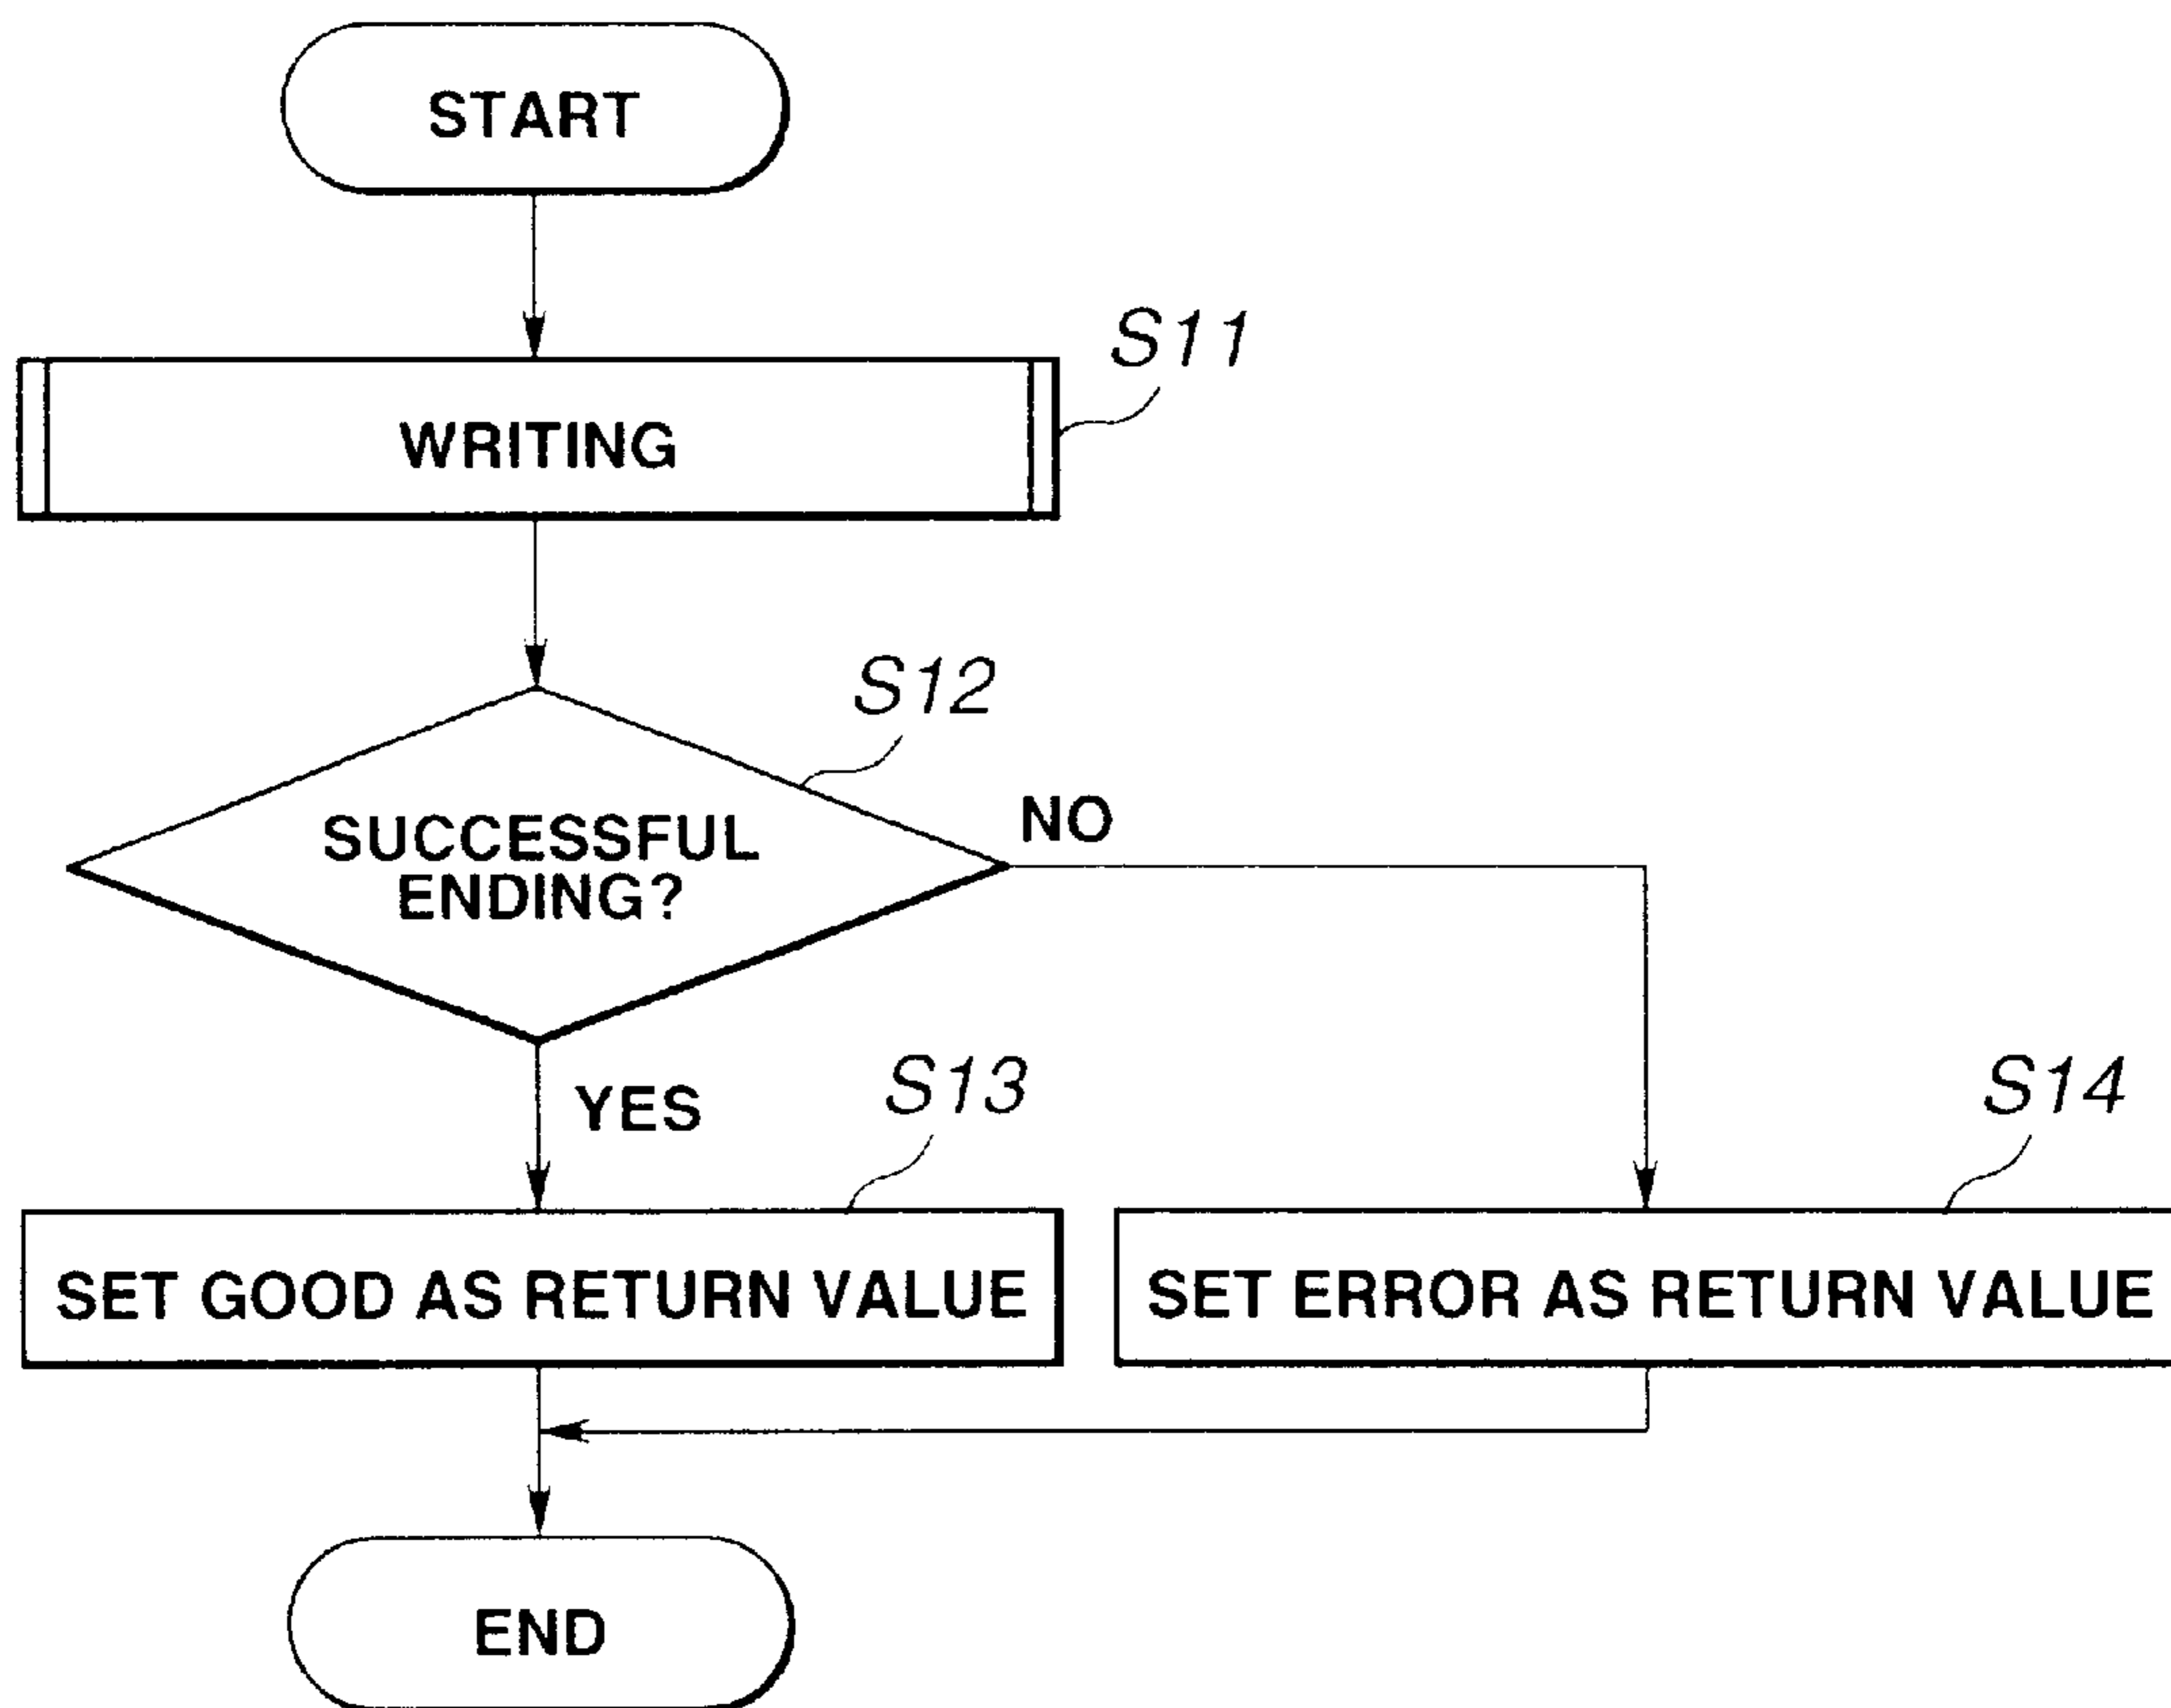 START
S11
WRITING
S12
SUCCESSFUL
ENDING?
NO
YES
S13
S14
SET GOOD AS RETURN VALUE
SET ERROR AS RETURN VALUE
END